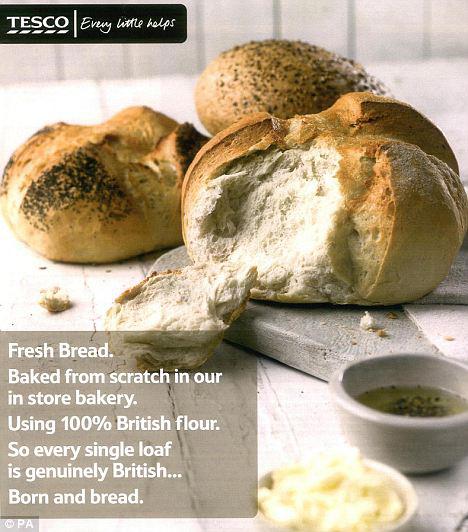 TESCO Every little helps
Fresh Bread.
Baked from scratch in our
in store bakery.
Using 100% British flour.
So every single loaf
is genuinely British...
Born and bread.
© PA